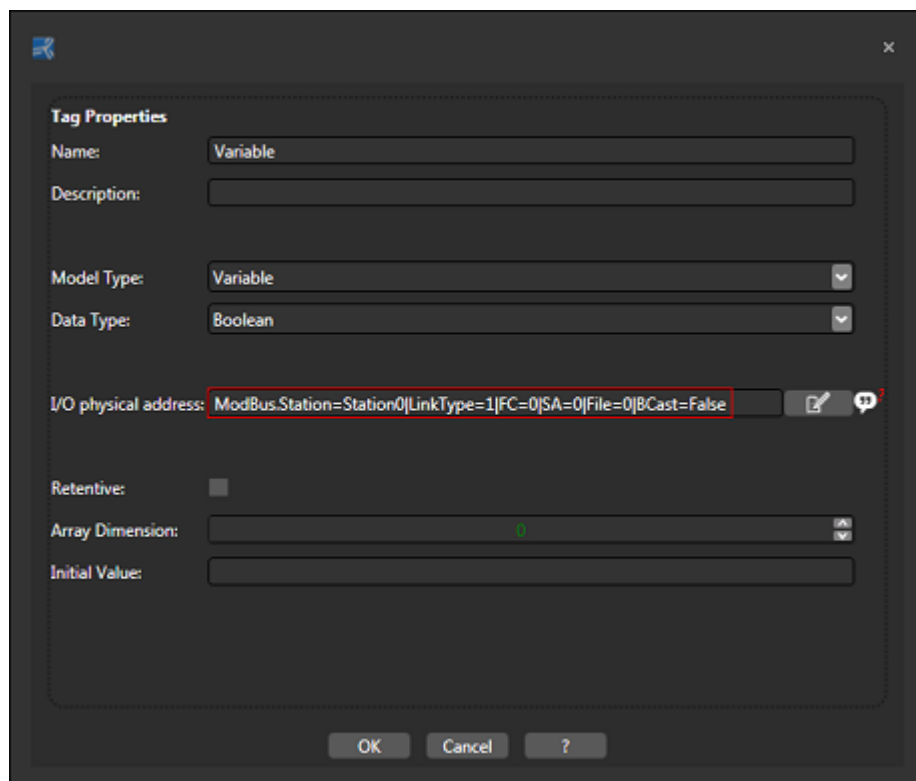 Tag Properties
Name: Variable
Description:
Model Type: Variable
Data Type: Boolean
I/O physical address: ModBus.Station=Station0|LinkType=1|FC=0|SA=0|File=0|BCast=False
Retentive:
Array Dimension: 0
Initial Value:
OK Cancel ?